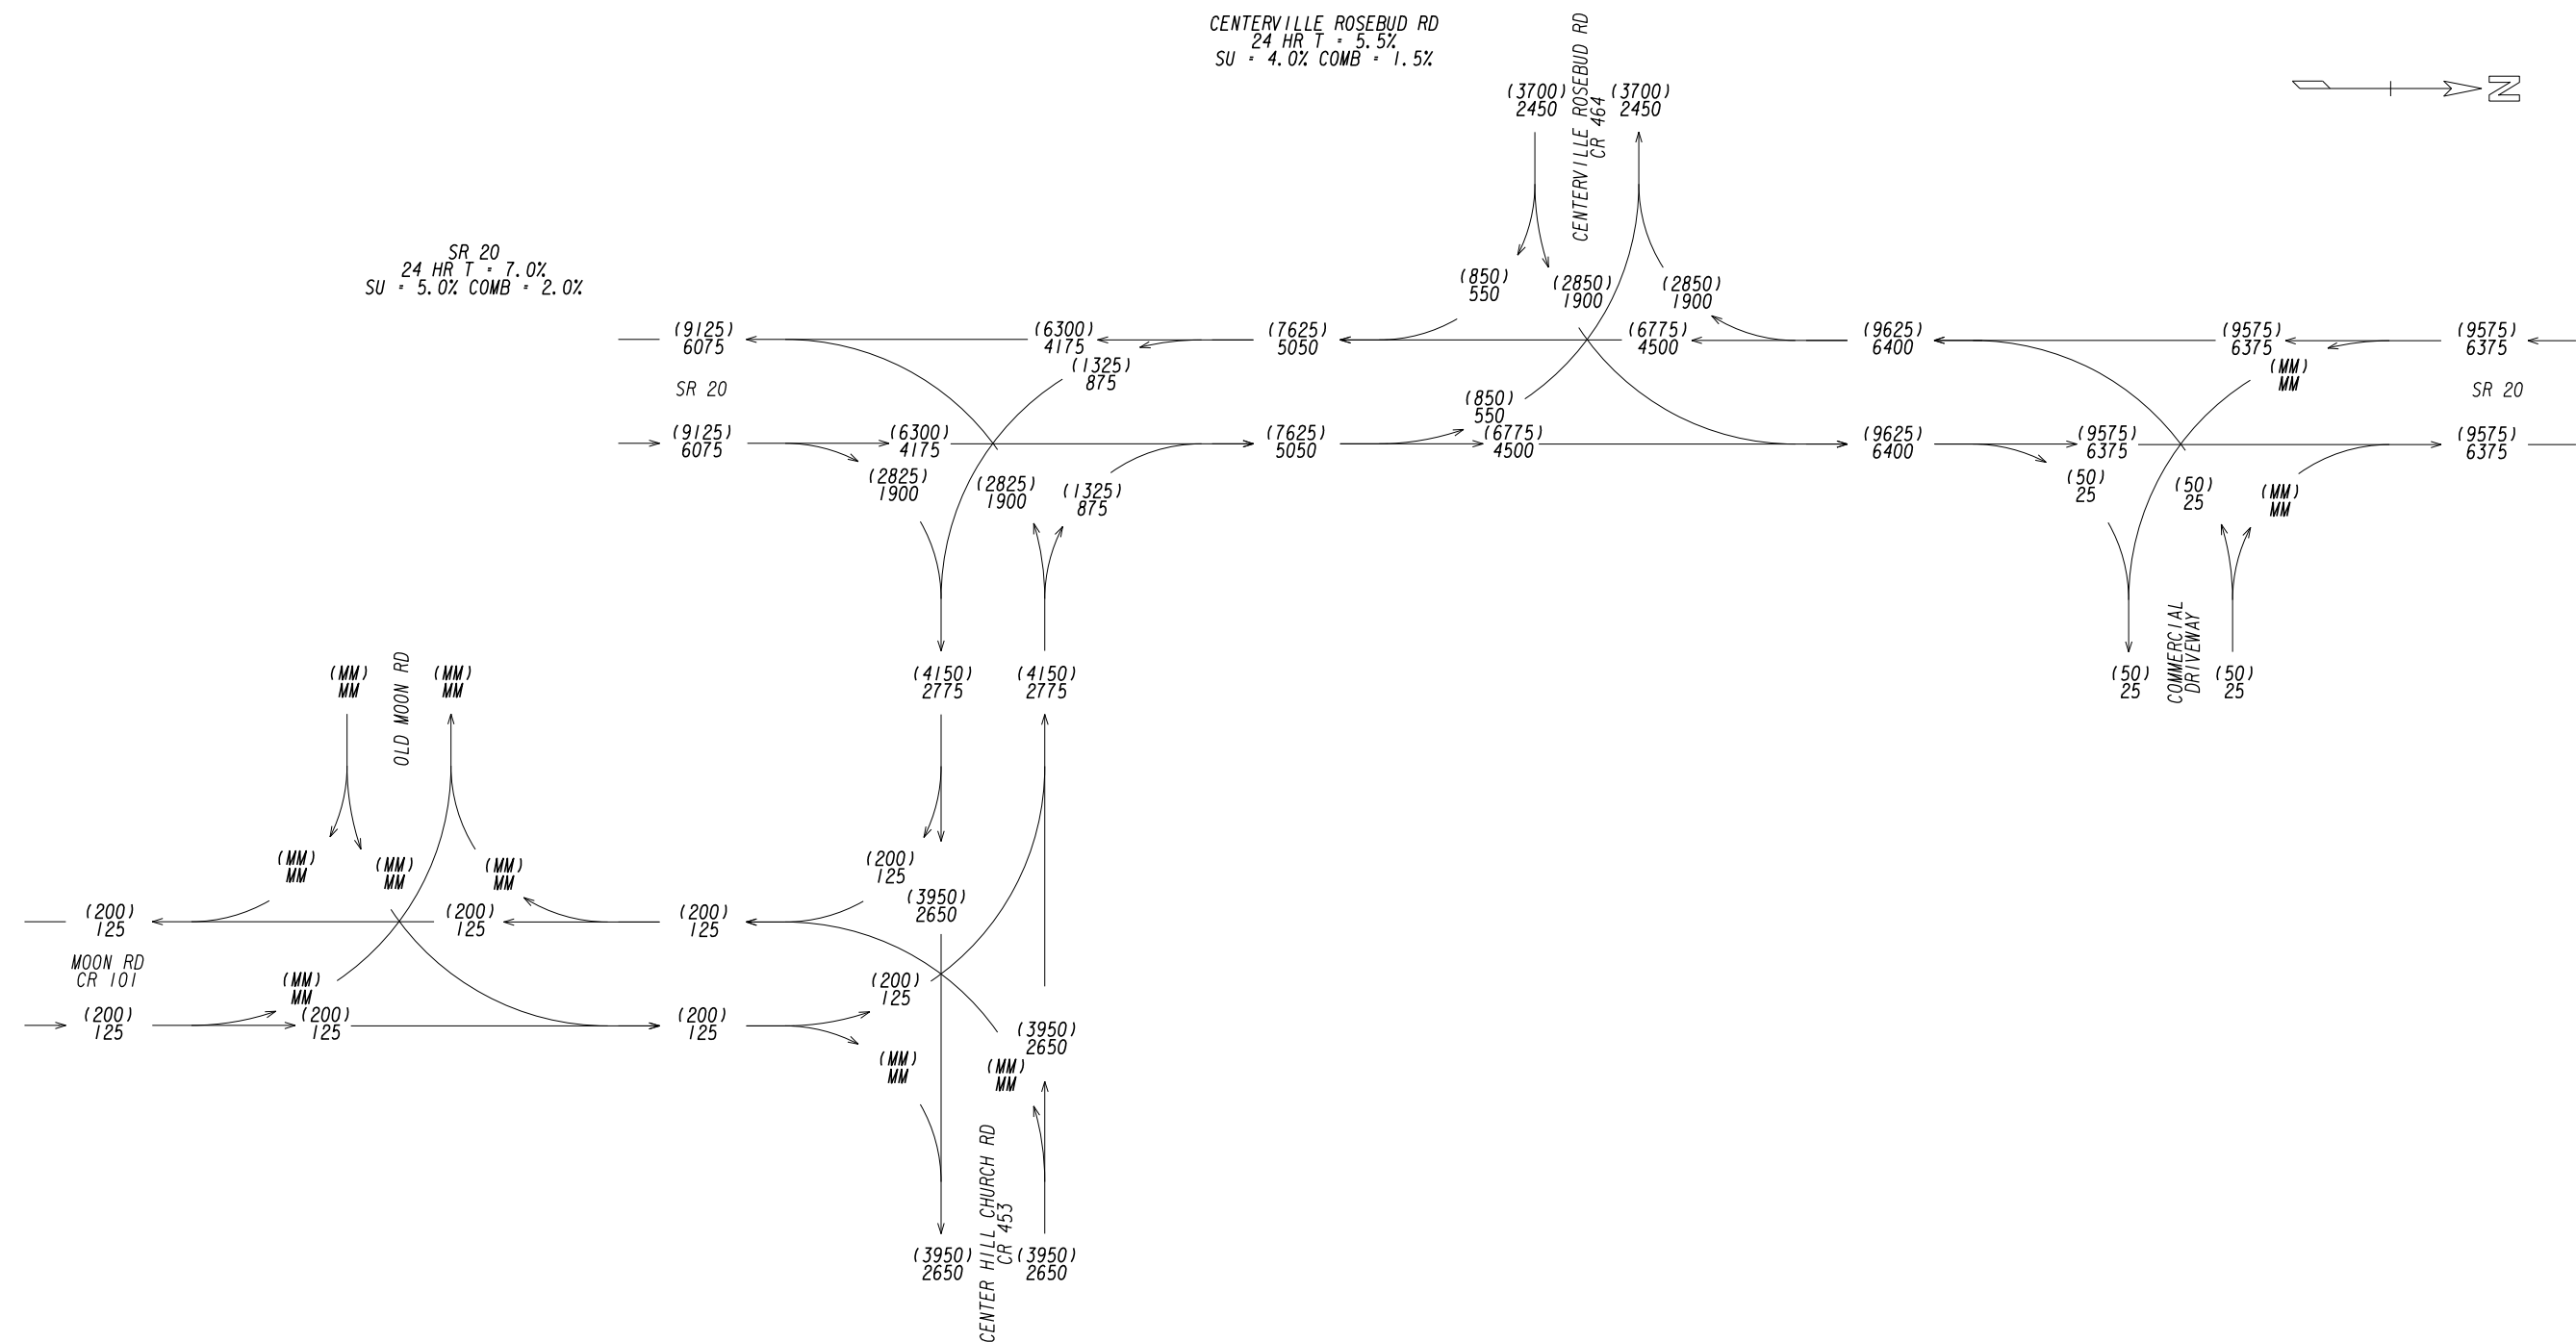 CENTERVILLE ROSEBUD RD
24 HR T = 5.5%
SU = 4.0% COMB = 1.5%
N
(3700)
2450
CENTERVILLE ROSEBUD RD
CR 464
(3700)
2450
SR 20
24 HR T = 7.0%
SU = 5.0% COMB = 2.0%
(850)
550
(2850)
1900
(2850)
1900
(9125)
6075
(6300)
4175
(7625)
5050
(6775)
4500
(9625)
6400
(9575)
6375
(9575)
6375
(1325)
875
(MM)
MM
SR 20
SR 20
(850)
550
(9125)
6075
(6300)
4175
(7625)
5050
(6775)
4500
(9625)
6400
(9575)
6375
(9575)
6375
(2825)
1900
(2825)
1900
(1325)
875
(50)
25
(50)
25
(MM)
MM
(MM)
MM
OLD MOON RD
(MM)
MM
(4150)
2775
(4150)
2775
(50)
25
COMMERCIAL
DRIVEWAY
(50)
25
(MM)
MM
(MM)
MM
(MM)
MM
(200)
125
(3950)
2650
(200)
125
(200)
125
(200)
125
MOON RD
CR 101
(MM)
MM
(200)
125
(200)
125
(200)
125
(200)
125
(3950)
2650
(MM)
MM
(MM)
MM
(3950)
2650
CENTER HILL CHURCH RD
CR 453
(3950)
2650